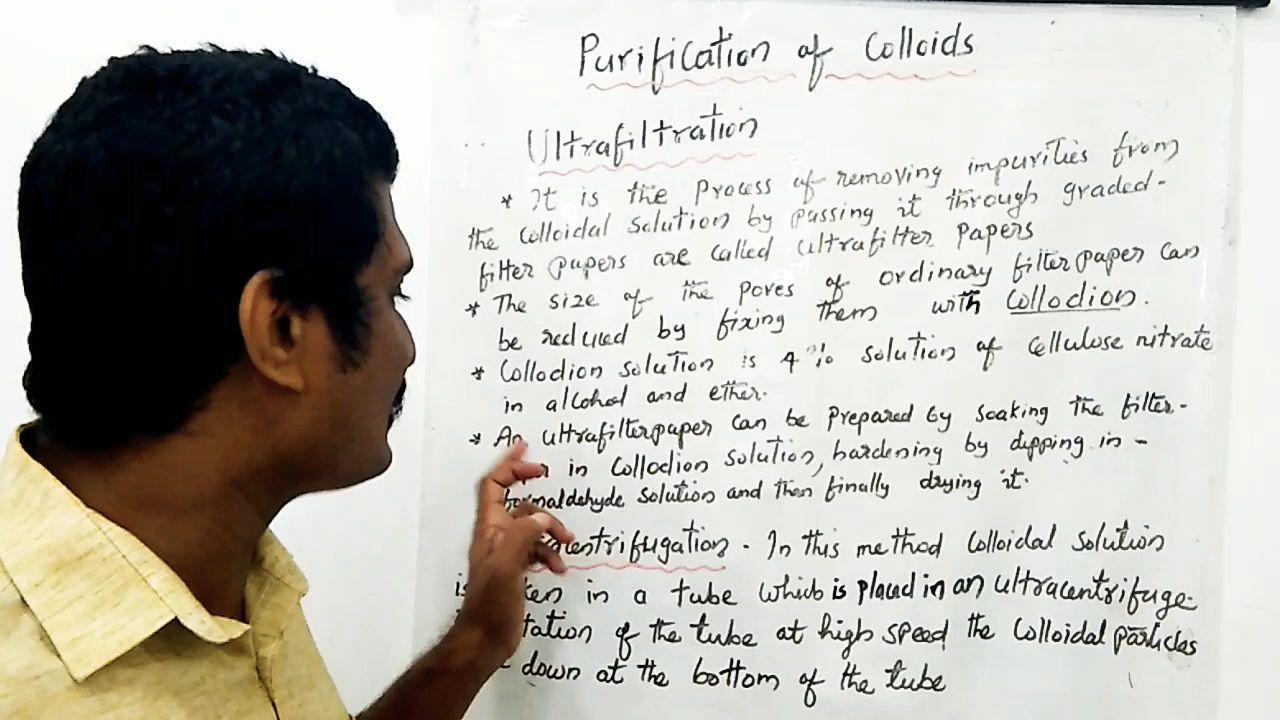 Purification of Colloids
Ultrafiltration
* It is the Process of removing impurities from
the colloidal solution by passing it through graded-
filter papers are called ultrafilter papers
* The size of the pores of ordinary filterpaper can
be reduced by fixing them with Collodion.
* Collodion solution is 4% solution of cellulose nitrate
in alcohol and ether.
* An ultrafilterpaper can be prepared by soaking the filter-
in collodion solution, hardening by dipping in -
formaldehyde solution and then finally drying it.
centrifugation - In this method colloidal solution
is in a tube which is placed in an ultracentrifuge.
of the tube at high speed the colloidal particles
down at the bottom of the tube